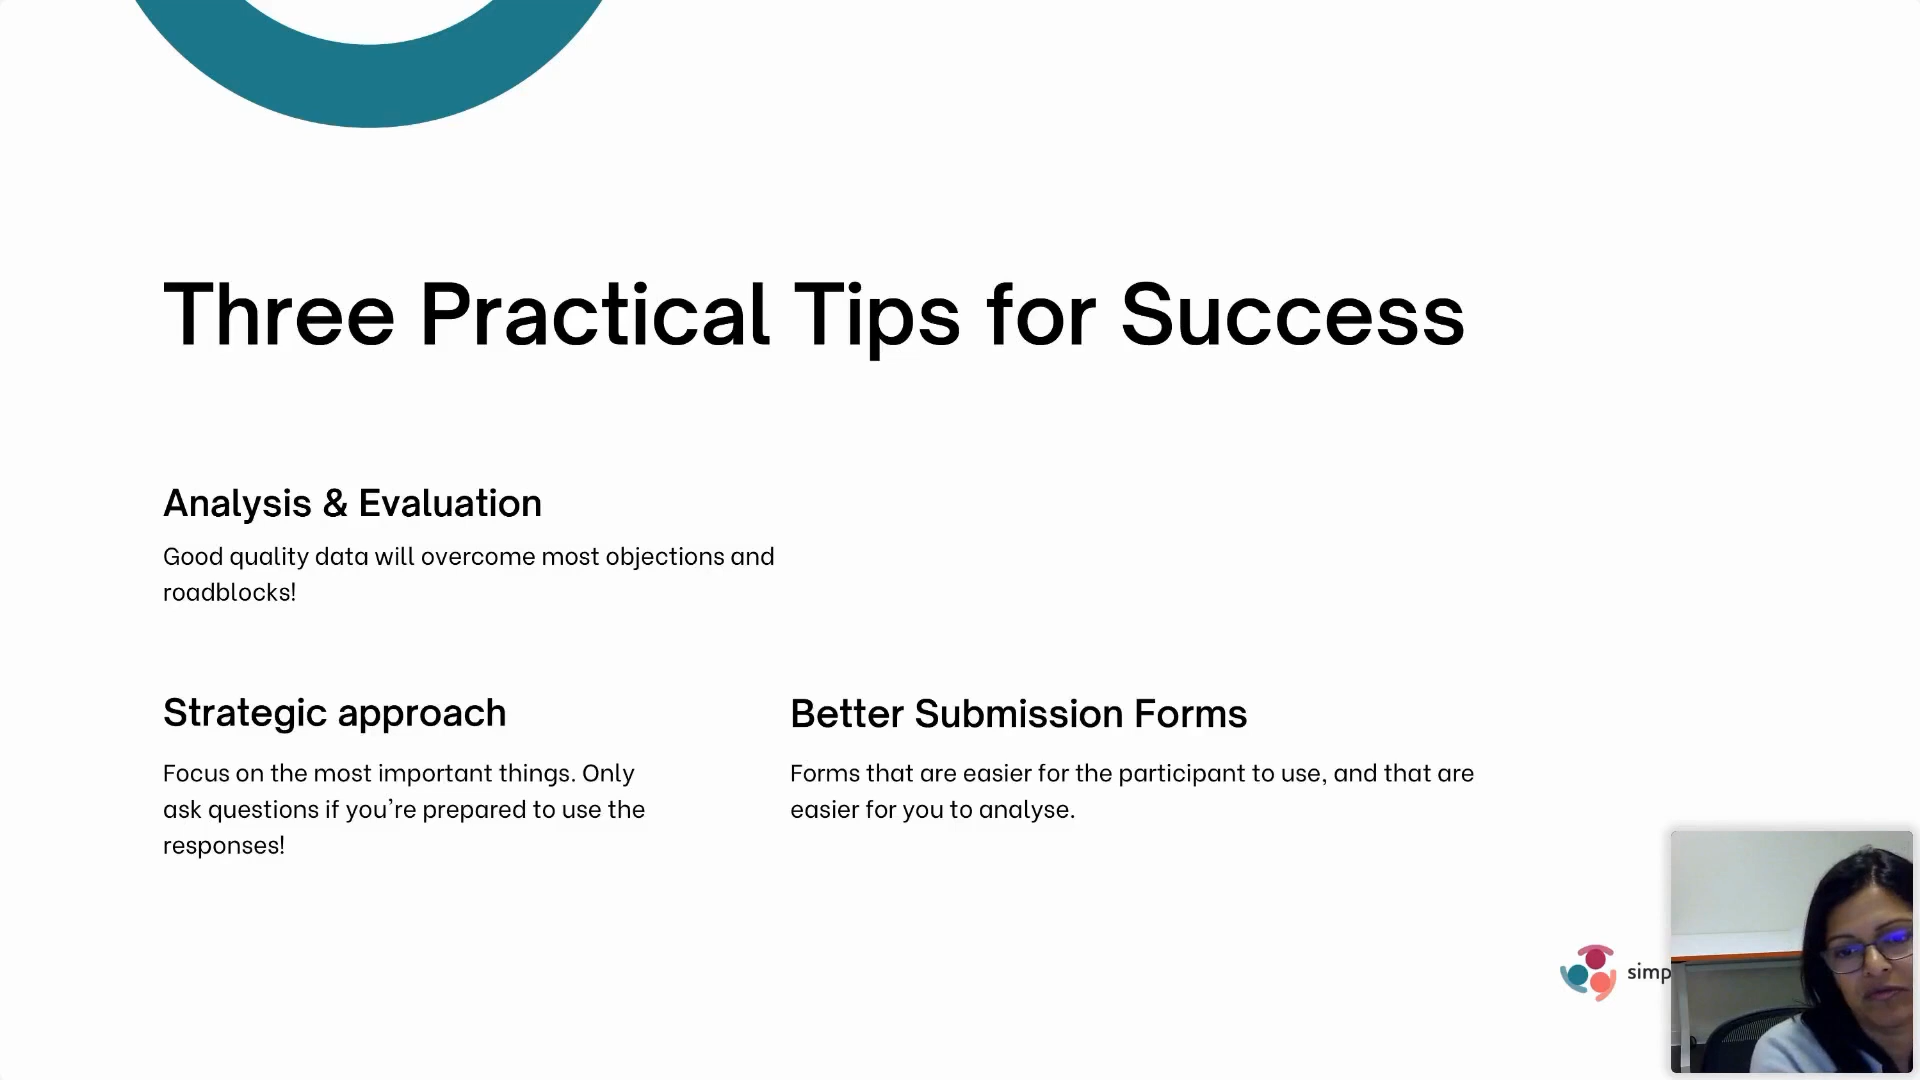 Three Practical Tips for Success
Analysis & Evaluation
Good quality data will overcome most objections and
roadblocks!
Strategic approach
Focus on the most important things. Only
ask questions if you're prepared to use the
responses!
Better Submission Forms
Forms that are easier for the participant to use, and that are
easier for you to analyse.
simp